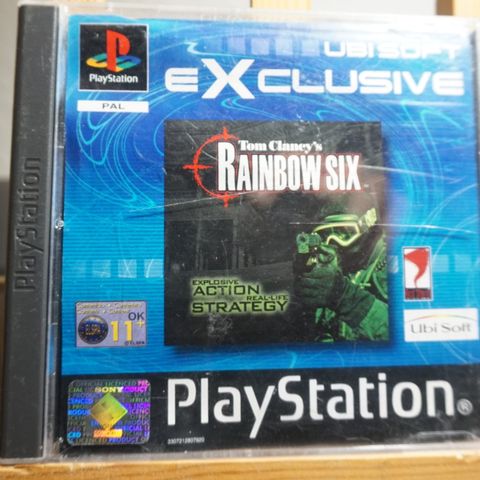 PlayStation
PAL
UBI SOFT
eXCLUSIVE
PlayStation
Tom Clancy's
RAINBOW SIX
EXPLOSIVE
ACTION
REAL-LIFE
STRATEGY
OK
11+
ELSPA
Ubi Soft
SONY
PlayStation®